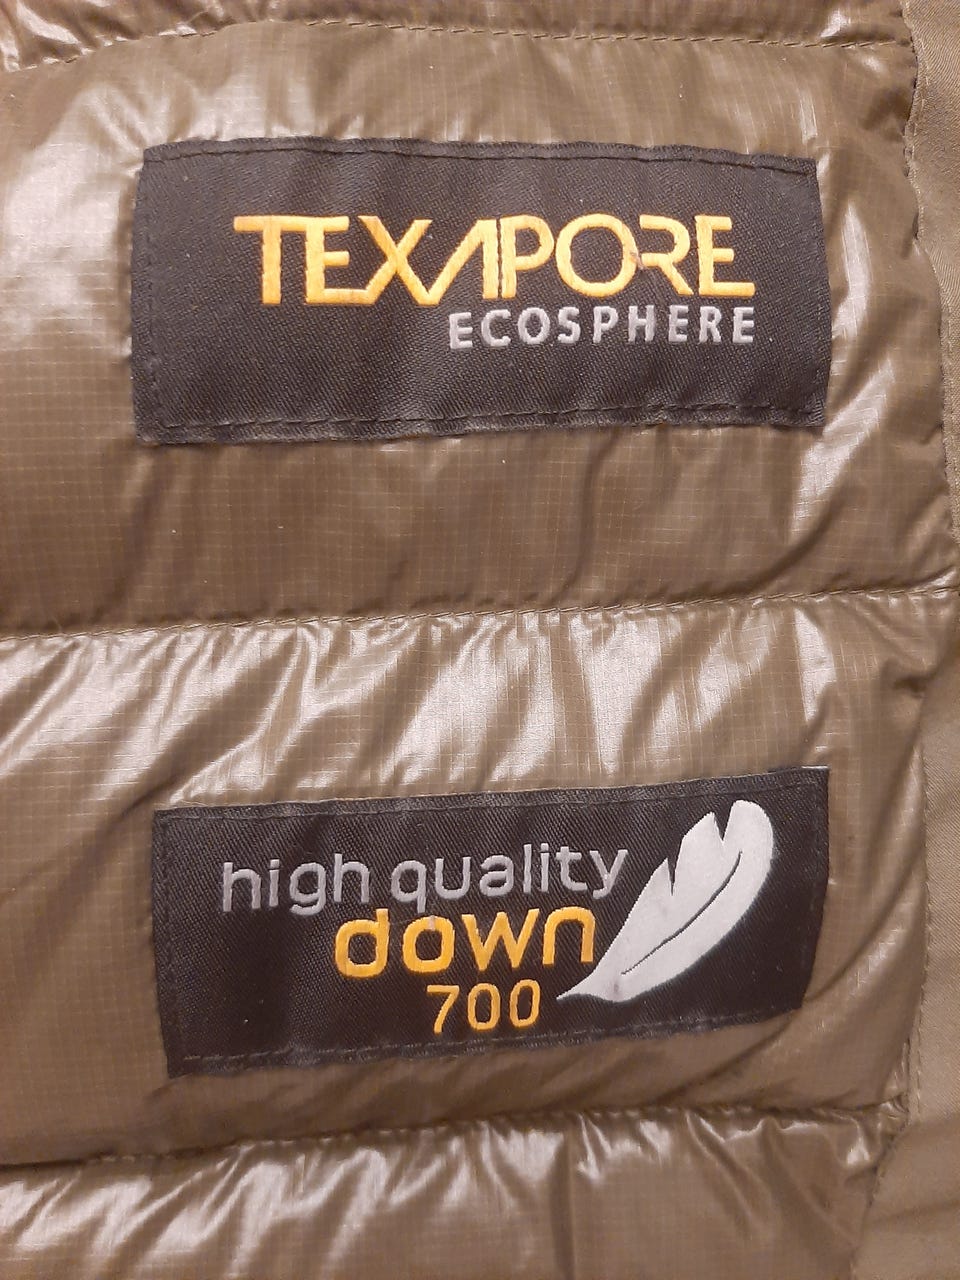 TEXAPORE
ECOSPHERE
high quality
down
700